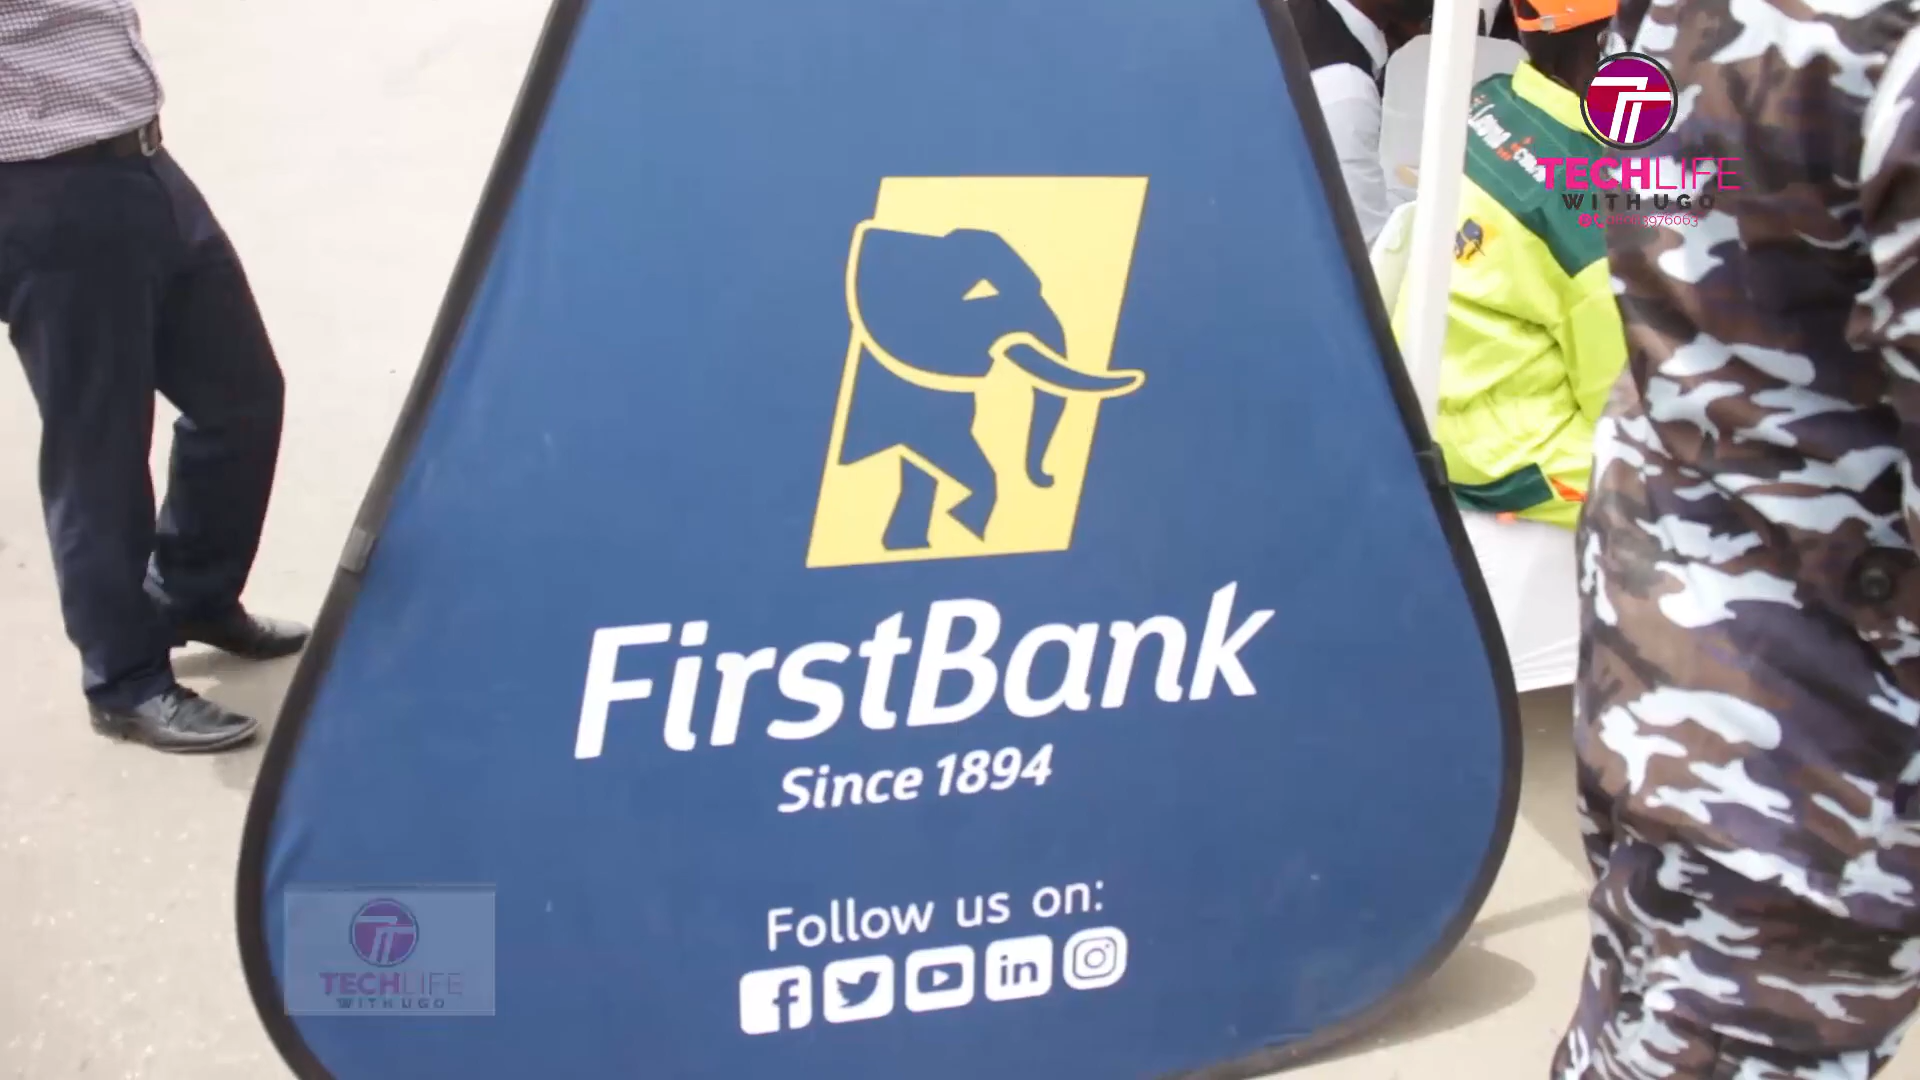 TECHLIFE
WITH UGO
FirstBank
Since 1894
Follow us on:
TECHLIFE
WITH UGO